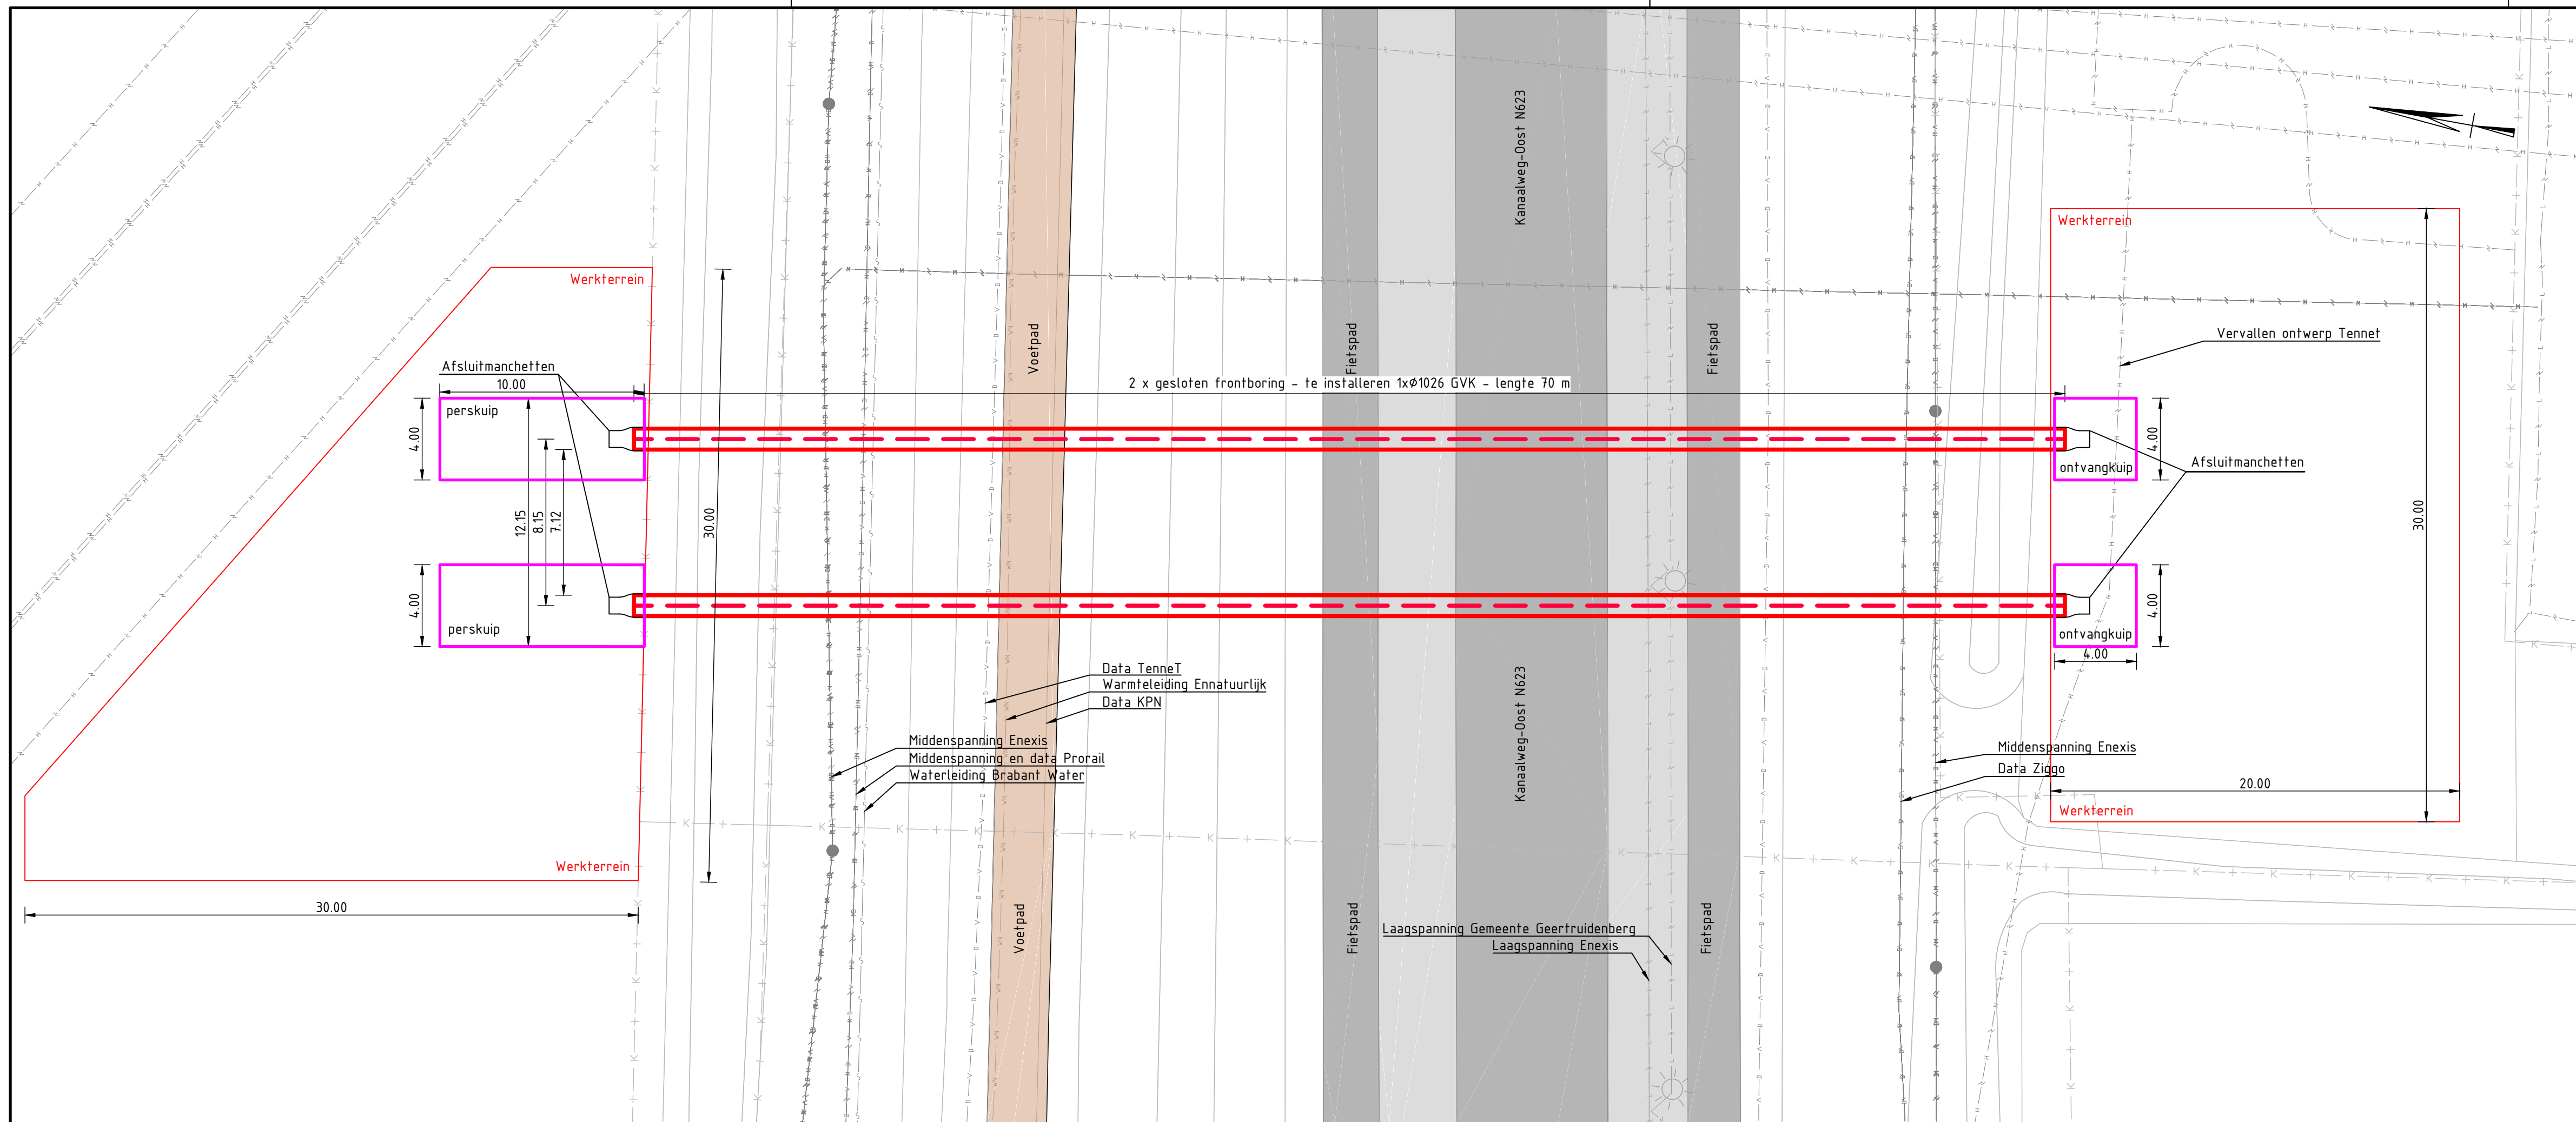 Kanaalweg-Oost N623
Werkterrein
Werkterrein
Voetpad
Fietspad
Fietspad
Vervallen ontwerp Tennet
Afsluitmanchetten
10.00
2 x gesloten frontboring - te installeren 1xØ1026 GVK - lengte 70 m
perskuip
4.00
4.00
ontvangkuip
Afsluitmanchetten
12.15
8.15
7.12
30.00
30.00
4.00
perskuip
4.00
ontvangkuip
4.00
Data TenneT
Warmteleiding Ennatuurlijk
Data KPN
Kanaalweg-Oost N623
Middenspanning Enexis
Middenspanning en data Prorail
Waterleiding Brabant Water
Middenspanning Enexis
Data Ziggo
20.00
Werkterrein
Werkterrein
30.00
Voetpad
Fietspad
Fietspad
Laagspanning Gemeente Geertruidenberg
Laagspanning Enexis